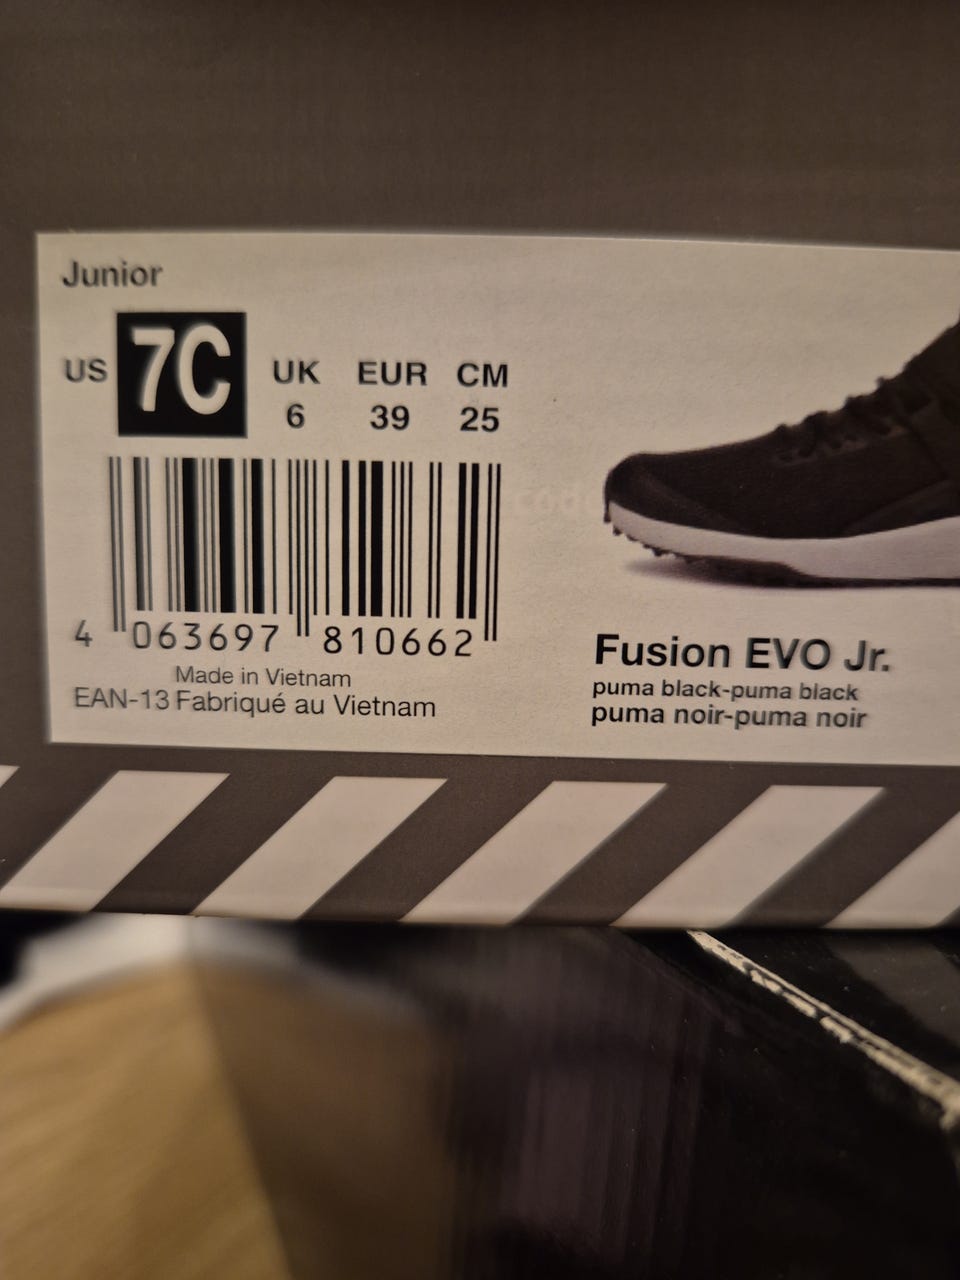 Junior
US 7C UK EUR CM
6 39 25
4 063697 810662
Made in Vietnam
EAN-13 Fabriqué au Vietnam
Fusion EVO Jr.
puma black-puma black
puma noir-puma noir